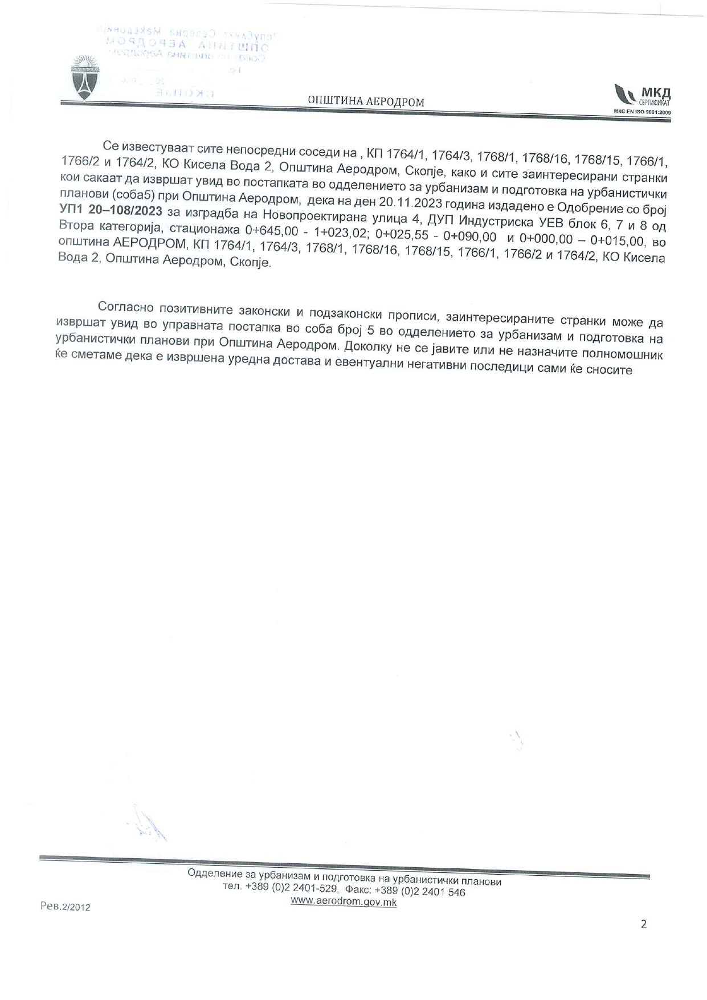 ОПШТИНА АЕРОДРОМ
МКД
СЕРТИФИКАТ
МКС EN ISO 9001:2009
Се известуваат сите непосредни соседи на , КП 1764/1, 1764/3, 1768/1, 1768/16, 1768/15, 1766/1,
1766/2 и 1764/2, КО Кисела Вода 2, Општина Аеродром, Скопје, како и сите заинтересирани странки
кои сакаат да извршат увид во постапката во одделението за урбанизам и подготовка на урбанистички
планови (соба5) при Општина Аеродром, дека на ден 20.11.2023 година издадено е Одобрение со број
УП1 20–108/2023 за изградба на Новопроектирана улица 4, ДУП Индустриска УЕВ блок 6, 7 и 8 од
Втора категорија, стационажа 0+645,00 - 1+023,02; 0+025,55 - 0+090,00 и 0+000,00 – 0+015,00, во
општина АЕРОДРОМ, КП 1764/1, 1764/3, 1768/1, 1768/16, 1768/15, 1766/1, 1766/2 и 1764/2, КО Кисела
Вода 2, Општина Аеродром, Скопје.
Согласно позитивните законски и подзаконски прописи, заинтересираните странки може да
извршат увид во управната постапка во соба број 5 во одделението за урбанизам и подготовка на
урбанистички планови при Општина Аеродром. Доколку не се јавите или не назначите полномошник
ќе сметаме дека е извршена уредна достава и евентуални негативни последици сами ќе сносите
Одделение за урбанизам и подготовка на урбанистички планови
тел. +389 (0)2 2401-529, Факс: +389 (0)2 2401 546
www.aerodrom.gov.mk
Рев.2/2012
2